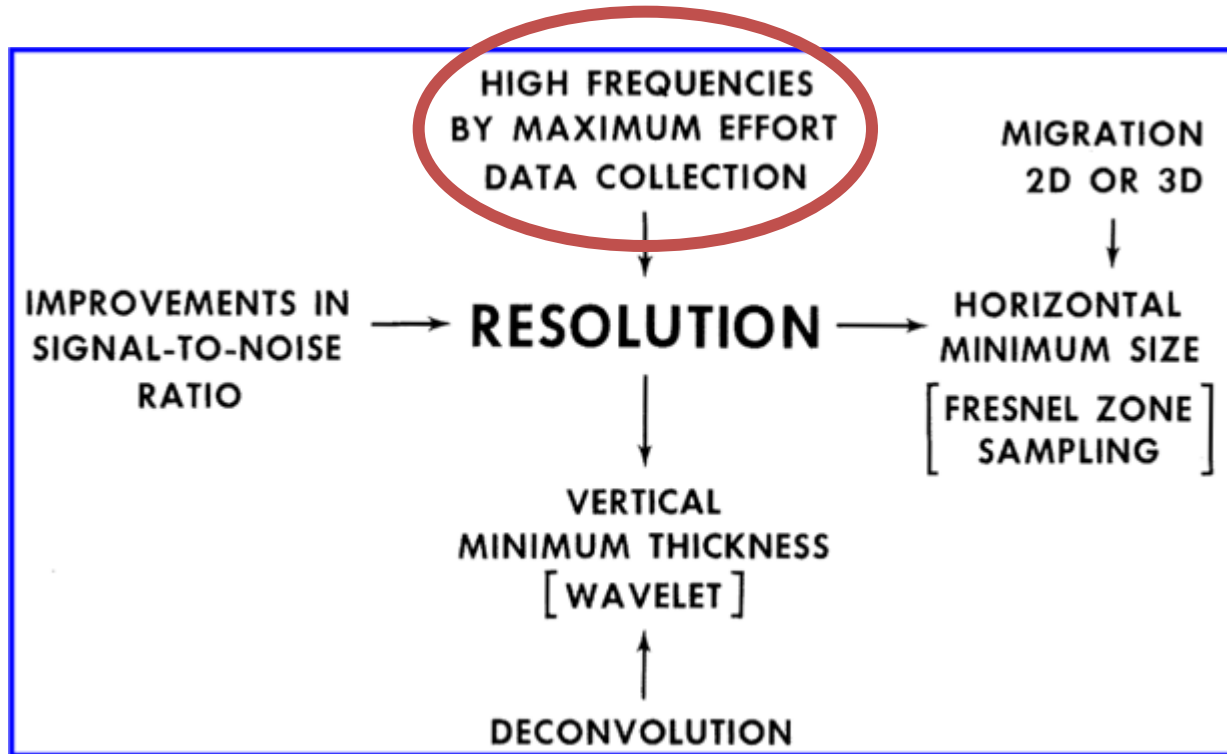 HIGH FREQUENCIES
BY MAXIMUM EFFORT
DATA COLLECTION
MIGRATION
2D OR 3D
IMPROVEMENTS IN
SIGNAL-TO-NOISE
RATIO
RESOLUTION
HORIZONTAL
MINIMUM SIZE
[FRESNEL ZONE
SAMPLING]
VERTICAL
MINIMUM THICKNESS
[WAVELET]
DECONVOLUTION